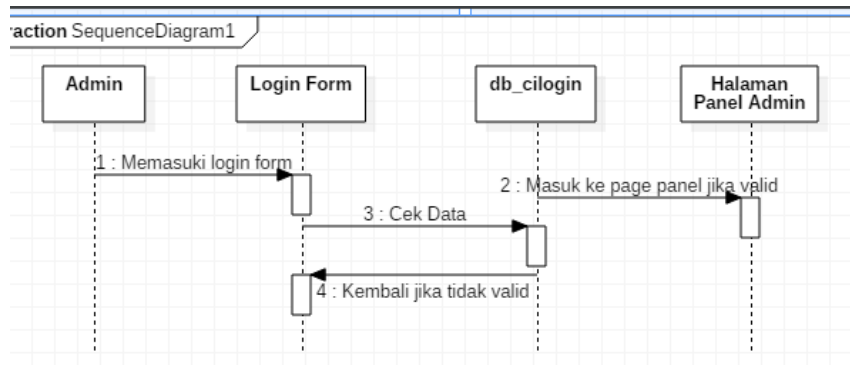 raction SequenceDiagram1
Admin
Login Form
db_cilogin
Halaman
Panel Admin
1 : Memasuki login form
2 : Masuk ke page panel jika valid
3 : Cek Data
4 : Kembali jika tidak valid